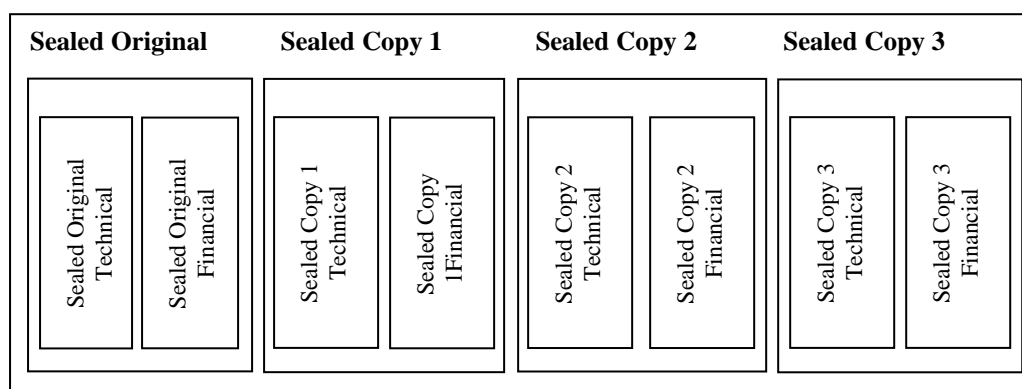 Sealed Original
Sealed Copy 1
Sealed Copy 2
Sealed Copy 3
Sealed Original
Technical
Sealed Original
Financial
Sealed Copy 1
Technical
Sealed Copy
1Financial
Sealed Copy 2
Technical
Sealed Copy 2
Financial
Sealed Copy 3
Technical
Sealed Copy 3
Financial